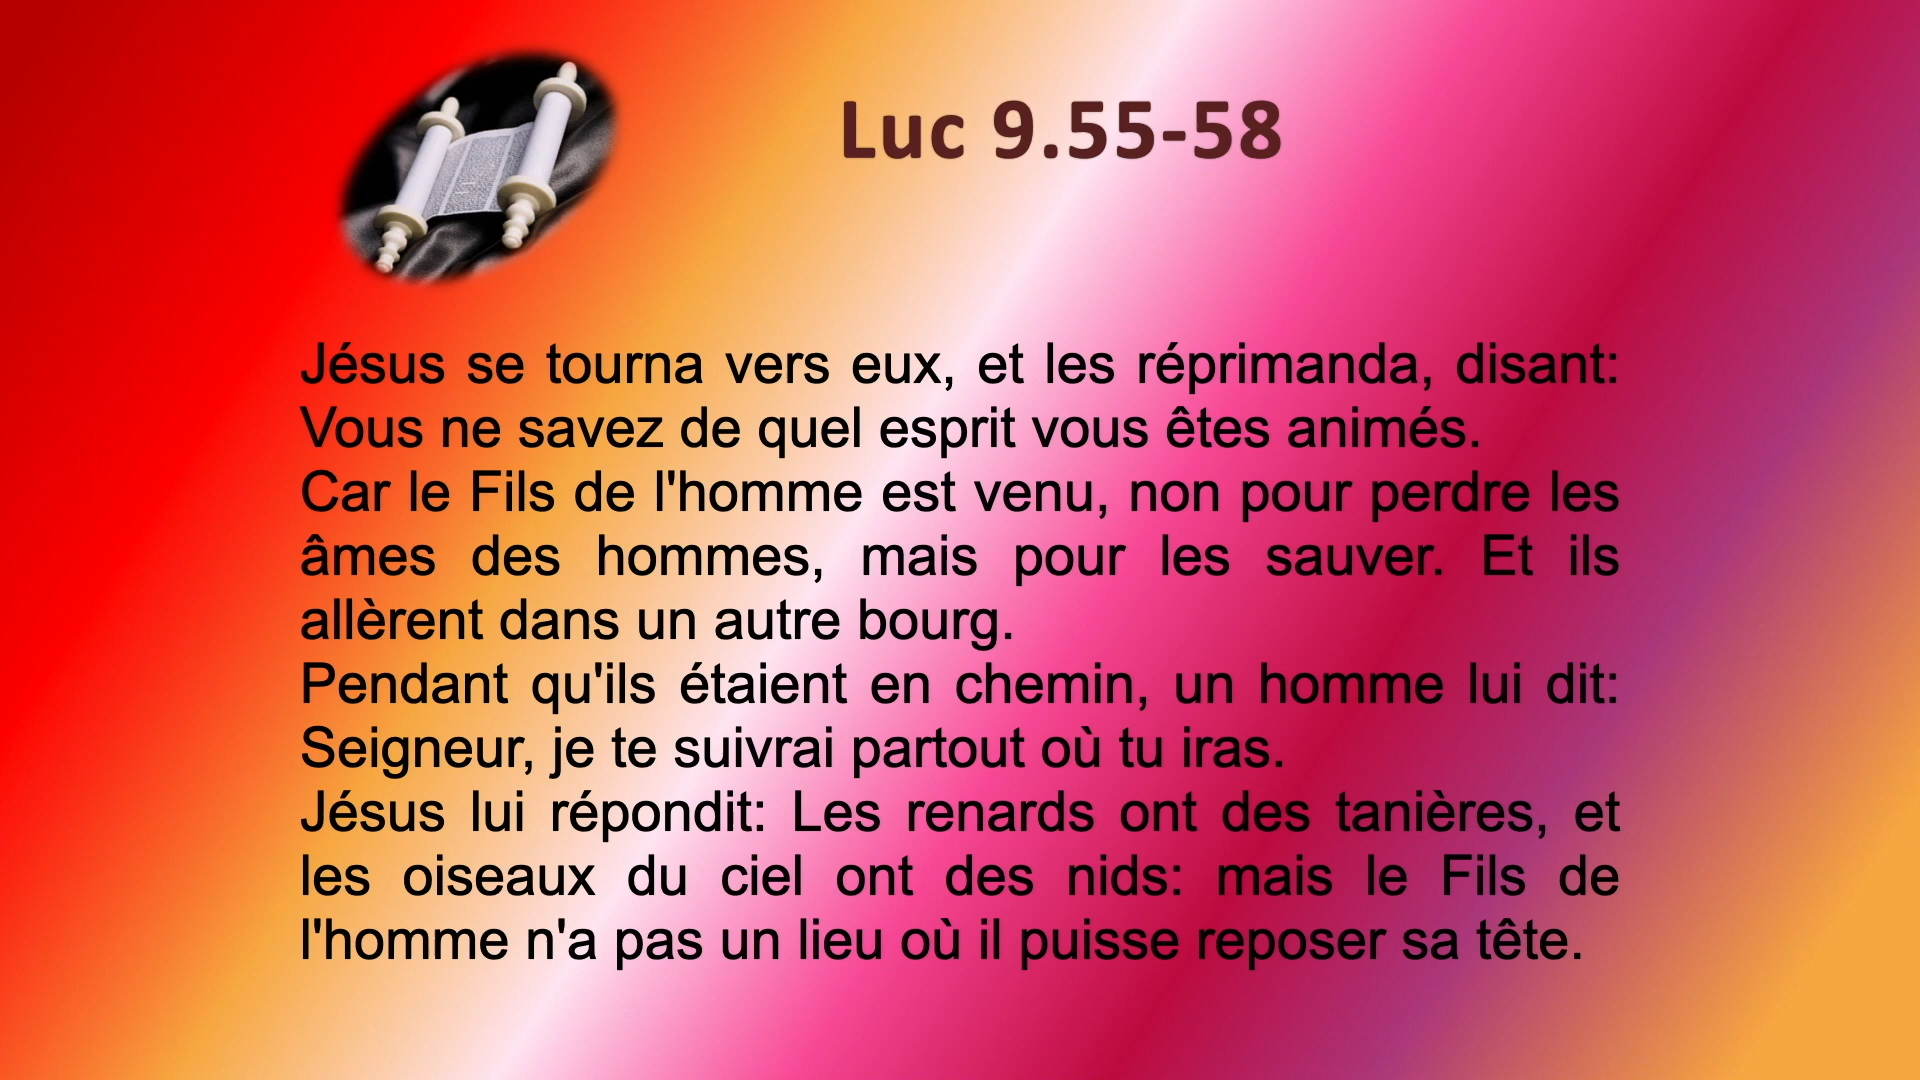 Luc 9.55-58
Jésus se tourna vers eux, et les réprimanda, disant:
Vous ne savez de quel esprit vous êtes animés.
Car le Fils de l'homme est venu, non pour perdre les
âmes des hommes, mais pour les sauver. Et ils
allèrent dans un autre bourg.
Pendant qu'ils étaient en chemin, un homme lui dit:
Seigneur, je te suivrai partout où tu iras.
Jésus lui répondit: Les renards ont des tanières, et
les oiseaux du ciel ont des nids: mais le Fils de
l'homme n'a pas un lieu où il puisse reposer sa tête.